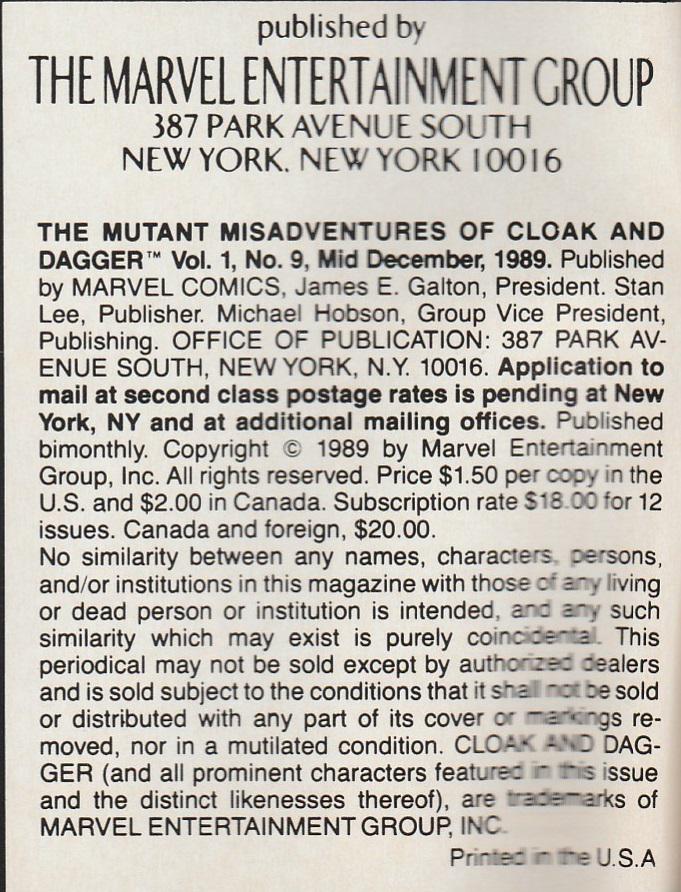 published by
THE MARVEL ENTERTAINMENT GROUP
387 PARK AVENUE SOUTH
NEW YORK, NEW YORK 10016
THE MUTANT MISADVENTURES OF CLOAK AND
DAGGER™ Vol. 1, No. 9, Mid December, 1989. Published
by MARVEL COMICS, James E. Galton, President. Stan
Lee, Publisher. Michael Hobson, Group Vice President,
Publishing. OFFICE OF PUBLICATION: 387 PARK AV-
ENUE SOUTH, NEW YORK, N.Y. 10016. Application to
mail at second class postage rates is pending at New
York, NY and at additional mailing offices. Published
bimonthly. Copyright © 1989 by Marvel Entertainment
Group, Inc. All rights reserved. Price $1.50 per copy in the
U.S. and $2.00 in Canada. Subscription rate $18.00 for 12
issues. Canada and foreign, $20.00.
No similarity between any names, characters, persons,
and/or institutions in this magazine with those of any living
or dead person or institution is intended, and any such
similarity which may exist is purely coincidental. This
periodical may not be sold except by authorized dealers
and is sold subject to the conditions that it shall not be sold
or distributed with any part of its cover or markings re-
moved, nor in a mutilated condition. CLOAK AND DAG-
GER (and all prominent characters featured in this issue
and the distinct likenesses thereof), are trademarks of
MARVEL ENTERTAINMENT GROUP, INC.
Printed in the U.S.A